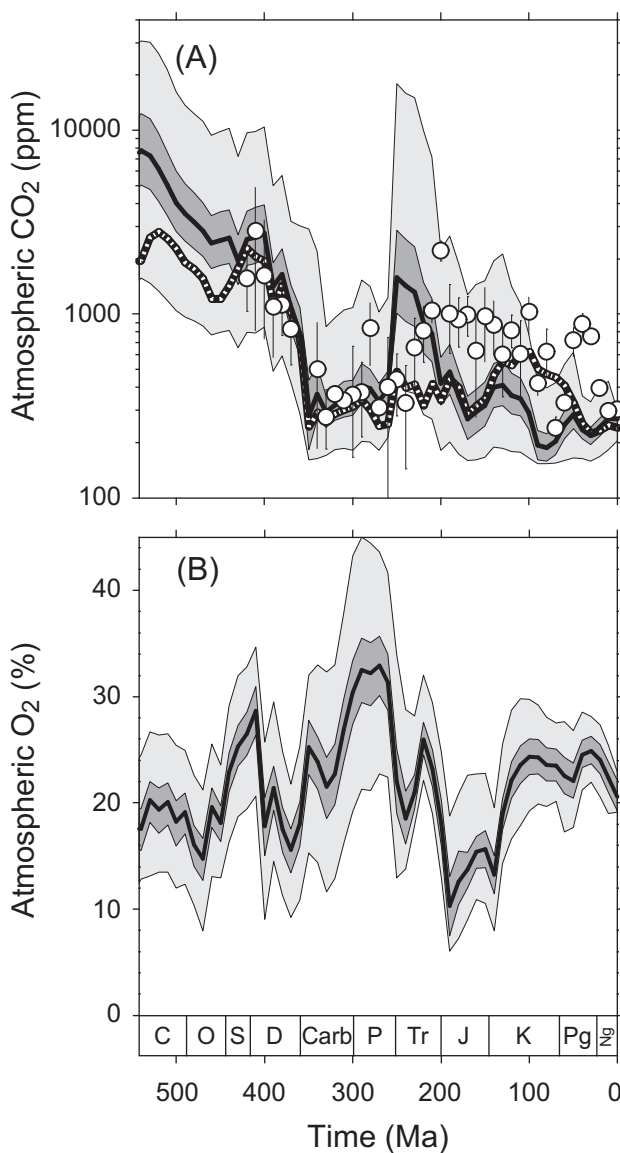 (A)
Atmospheric CO₂ (ppm)
10000
1000
100
(B)
Atmospheric O₂ (%)
40
30
20
10
0
C O S D Carb P Tr J K Pg Ng
500 400 300 200 100 0
Time (Ma)